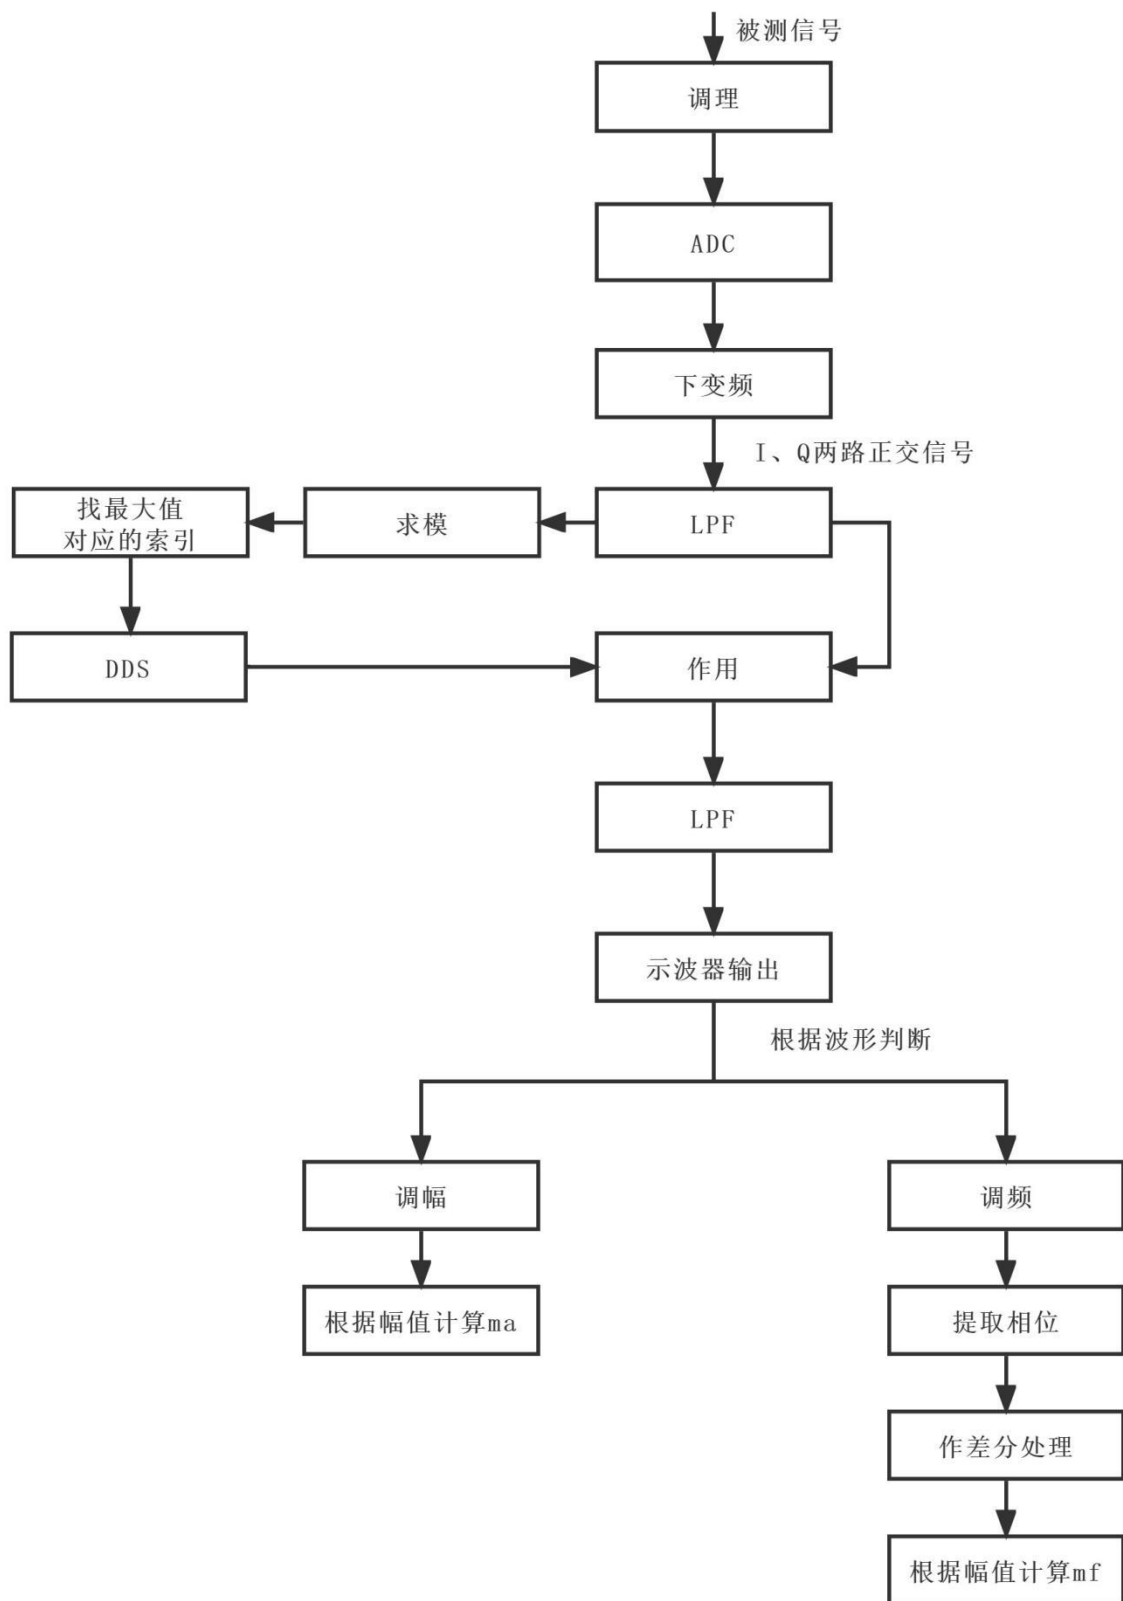 被测信号
调理
ADC
下变频
I、Q两路正交信号
找最大值
对应的索引
求模
LPF
DDS
作用
LPF
示波器输出
根据波形判断
调幅
调频
根据幅值计算ma
提取相位
作差分处理
根据幅值计算mf